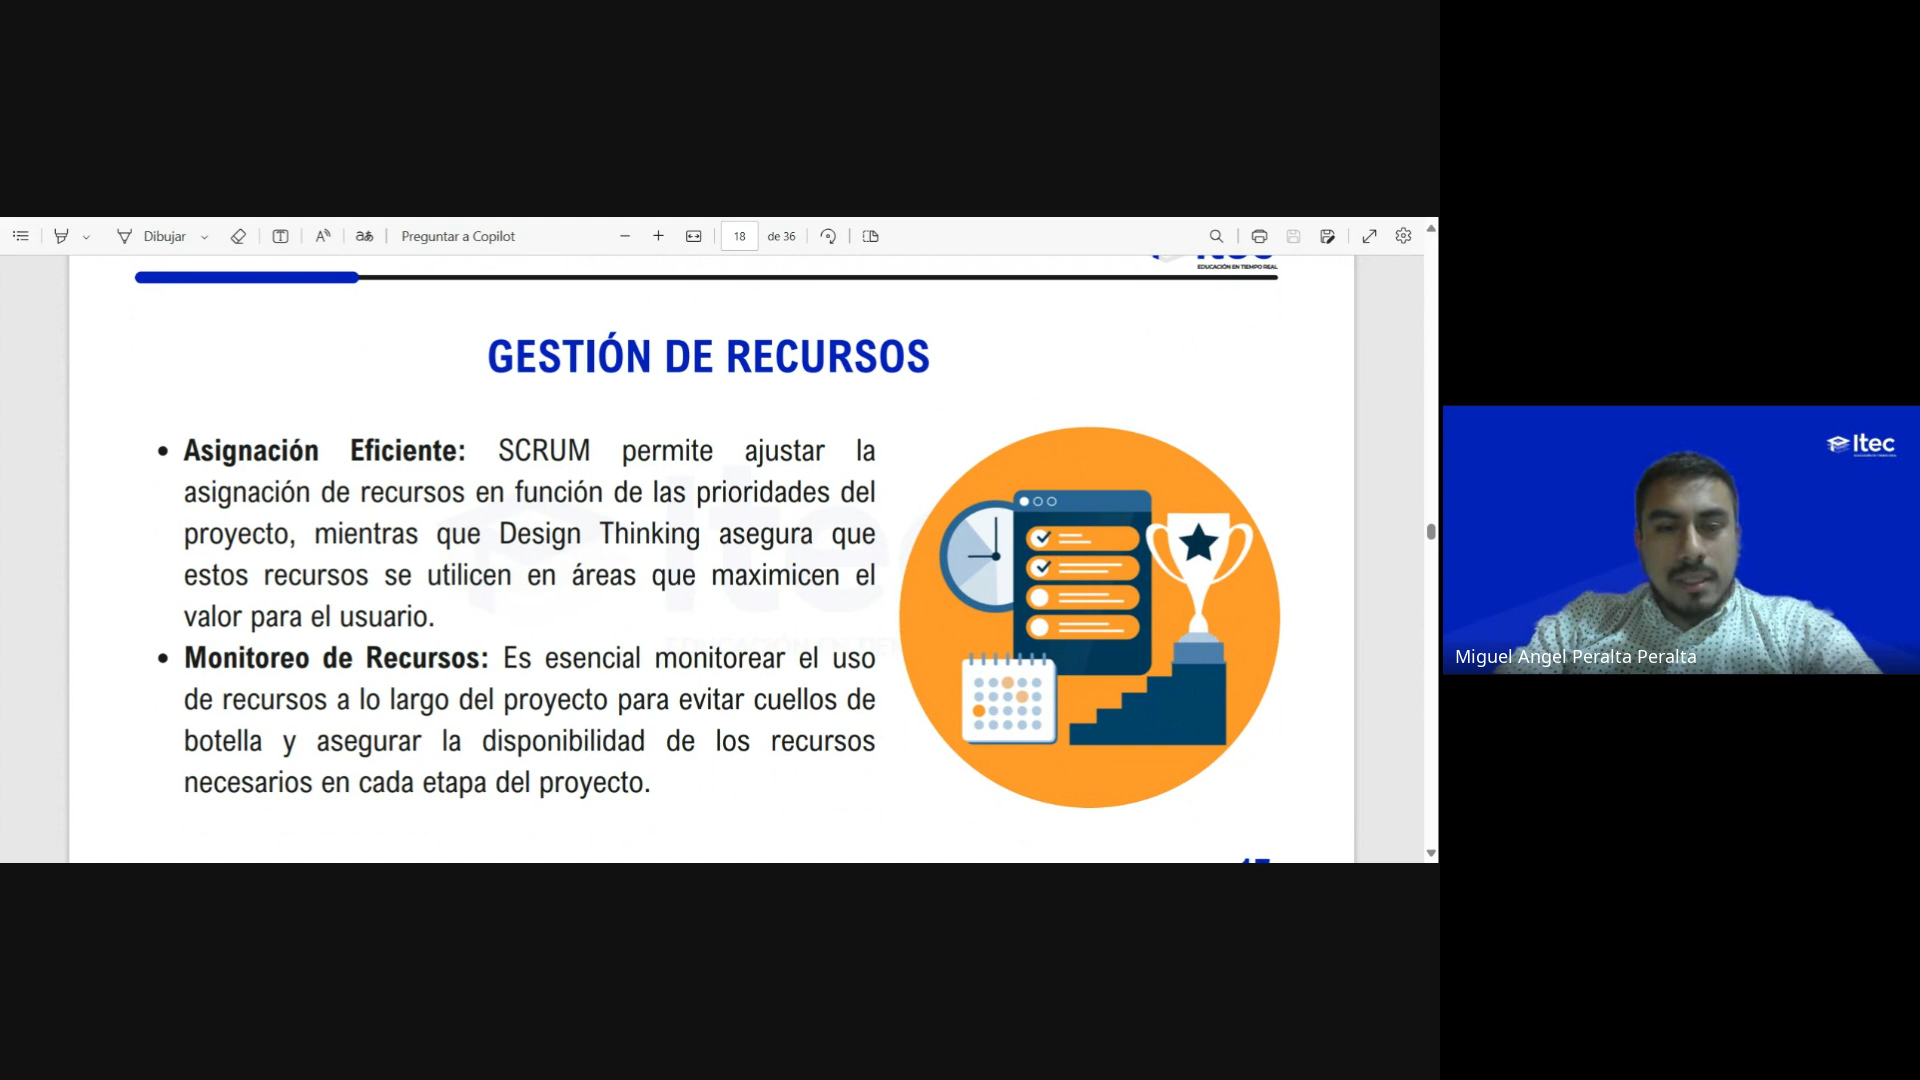 Dibujar
Preguntar a Copilot
18 de 36
EDUCACIÓN EN TIEMPO REAL
GESTIÓN DE RECURSOS
• Asignación Eficiente: SCRUM permite ajustar la
asignación de recursos en función de las prioridades del
proyecto, mientras que Design Thinking asegura que
estos recursos se utilicen en áreas que maximicen el
valor para el usuario.
• Monitoreo de Recursos: Es esencial monitorear el uso
de recursos a lo largo del proyecto para evitar cuellos de
botella y asegurar la disponibilidad de los recursos
necesarios en cada etapa del proyecto.
Itec
Miguel Angel Peralta Peralta